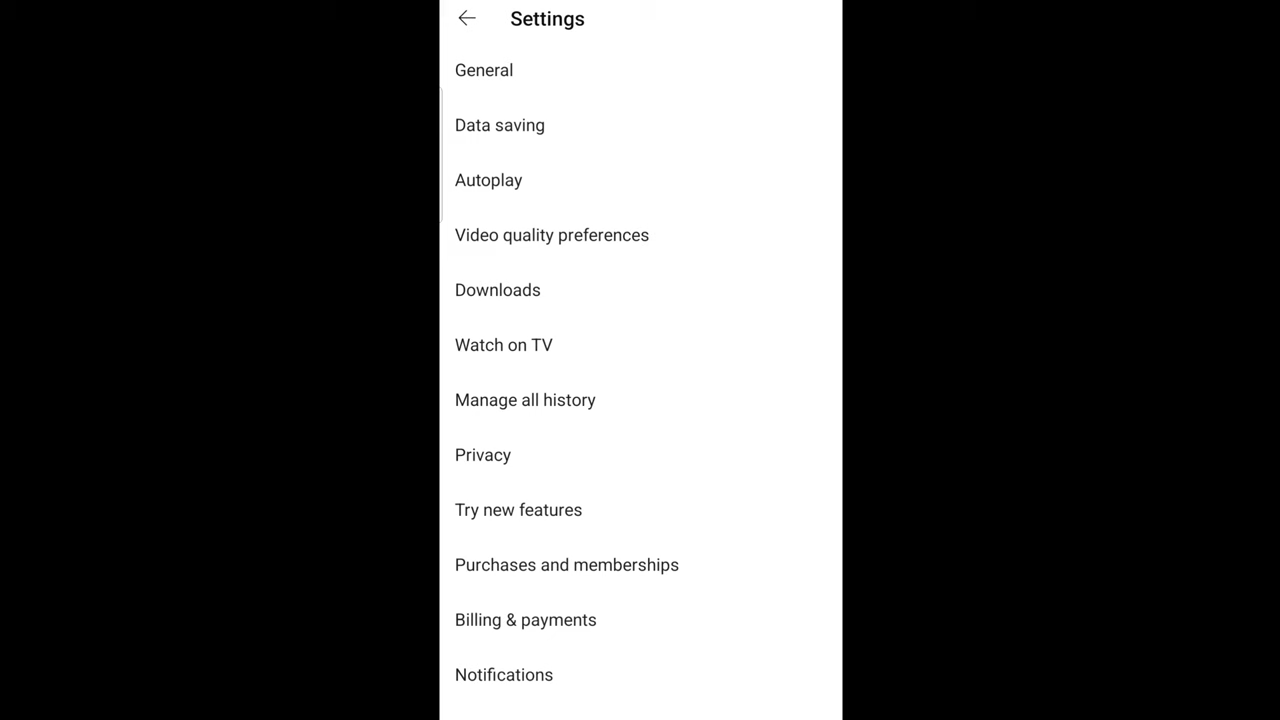 Settings
General
Data saving
Autoplay
Video quality preferences
Downloads
Watch on TV
Manage all history
Privacy
Try new features
Purchases and memberships
Billing & payments
Notifications